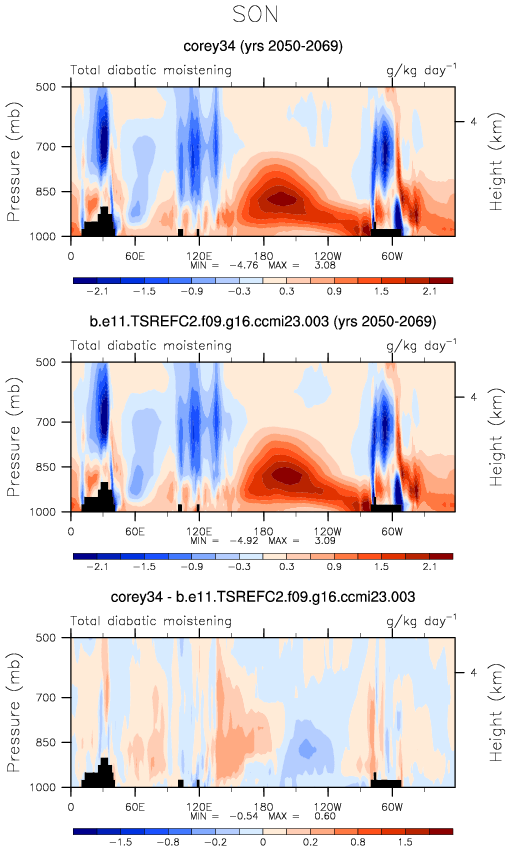 SON
corey34 (yrs 2050-2069)
Total diabatic moistening g/kg day⁻¹
Pressure (mb)
500
700
850
1000
4
Height (km)
0 60E 120E 180 120W 60W
MIN = -4.76 MAX = 3.08
-2.1 -1.5 -0.9 -0.3 0.3 0.9 1.5 2.1
b.e11.TSREFC2.f09.g16.ccmi23.003 (yrs 2050-2069)
Total diabatic moistening g/kg day⁻¹
Pressure (mb)
500
700
850
1000
4
Height (km)
0 60E 120E 180 120W 60W
MIN = -4.92 MAX = 3.09
-2.1 -1.5 -0.9 -0.3 0.3 0.9 1.5 2.1
corey34 - b.e11.TSREFC2.f09.g16.ccmi23.003
Total diabatic moistening g/kg day⁻¹
Pressure (mb)
500
700
850
1000
4
Height (km)
0 60E 120E 180 120W 60W
MIN = -0.54 MAX = 0.60
-1.5 -0.8 -0.2 0 0.2 0.8 1.5